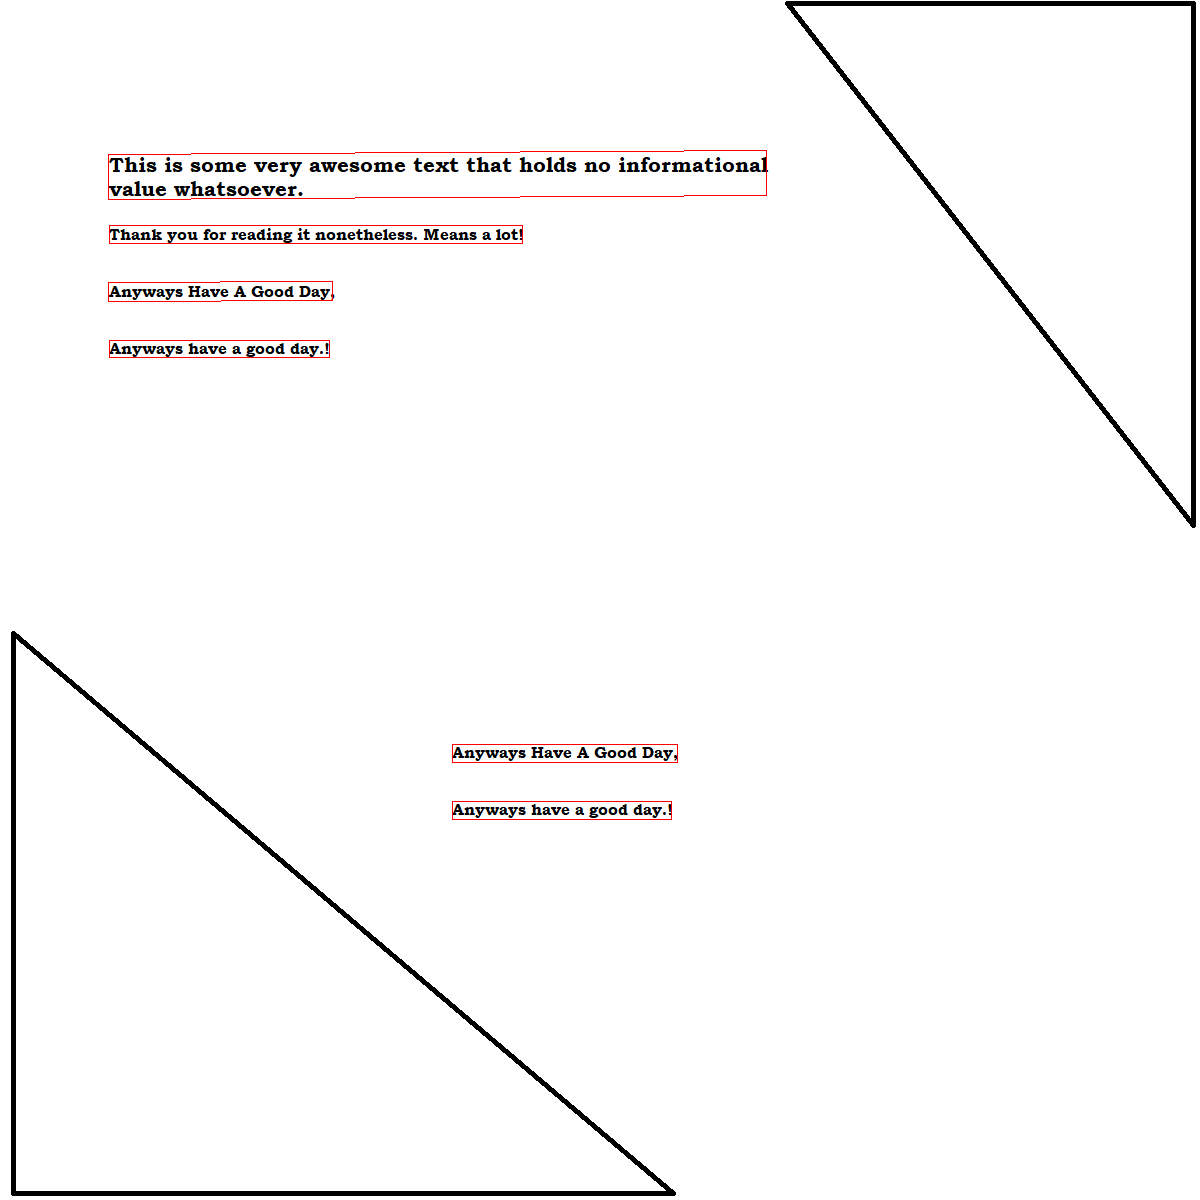 This is some very awesome text that holds no informational
value whatsoever.
Thank you for reading it nonetheless. Means a lot!
Anyways Have A Good Day,
Anyways have a good day.!
Anyways Have A Good Day,
Anyways have a good day.!